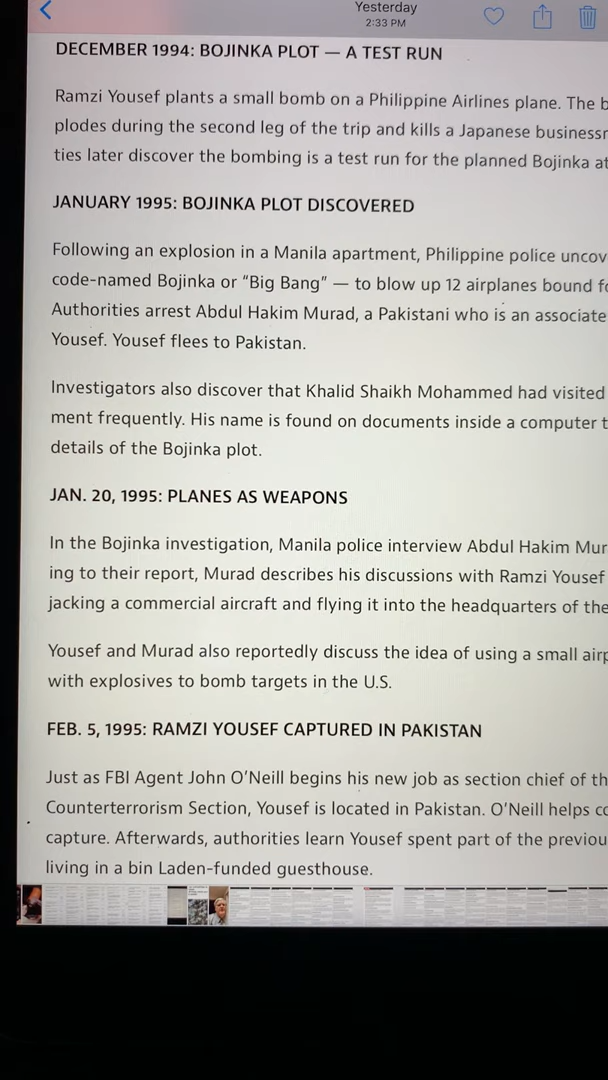 Yesterday
2:33 PM
DECEMBER 1994: BOJINKA PLOT — A TEST RUN
Ramzi Yousef plants a small bomb on a Philippine Airlines plane. The b
plodes during the second leg of the trip and kills a Japanese businessm
ties later discover the bombing is a test run for the planned Bojinka at
JANUARY 1995: BOJINKA PLOT DISCOVERED
Following an explosion in a Manila apartment, Philippine police uncov
code-named Bojinka or “Big Bang” — to blow up 12 airplanes bound fo
Authorities arrest Abdul Hakim Murad, a Pakistani who is an associate
Yousef. Yousef flees to Pakistan.
Investigators also discover that Khalid Shaikh Mohammed had visited
ment frequently. His name is found on documents inside a computer t
details of the Bojinka plot.
JAN. 20, 1995: PLANES AS WEAPONS
In the Bojinka investigation, Manila police interview Abdul Hakim Mur
ing to their report, Murad describes his discussions with Ramzi Yousef
jacking a commercial aircraft and flying it into the headquarters of the
Yousef and Murad also reportedly discuss the idea of using a small airp
with explosives to bomb targets in the U.S.
FEB. 5, 1995: RAMZI YOUSEF CAPTURED IN PAKISTAN
Just as FBI Agent John O’Neill begins his new job as section chief of th
Counterterrorism Section, Yousef is located in Pakistan. O’Neill helps co
capture. Afterwards, authorities learn Yousef spent part of the previou
living in a bin Laden-funded guesthouse.